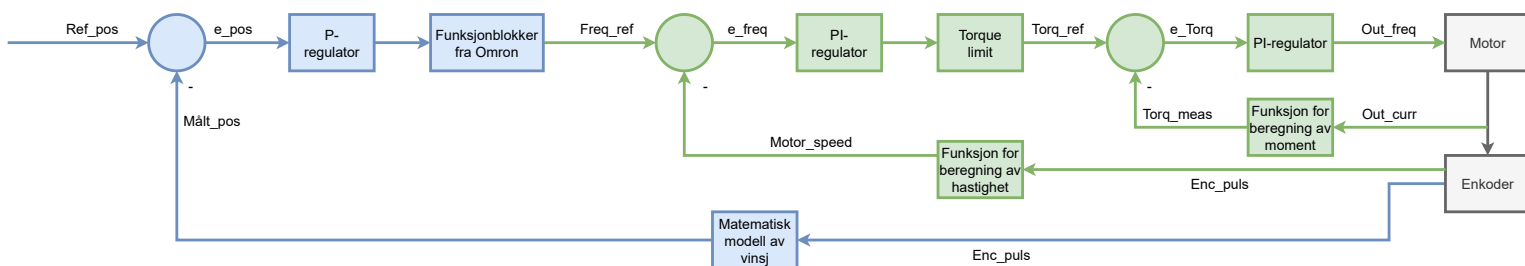 Ref_pos
e_pos
P-
regulator
Funksjonblokker
fra Omron
Freq_ref
e_freq
PI-
regulator
Torque
limit
Torq_ref
e_Torq
PI-regulator
Out_freq
Motor
-
-
-
Målt_pos
Torq_meas
Funksjon for
beregning av
moment
Out_curr
Motor_speed
Funksjon for
beregning av
hastighet
Enc_puls
Enkoder
Matematisk
modell av
vinsj
Enc_puls